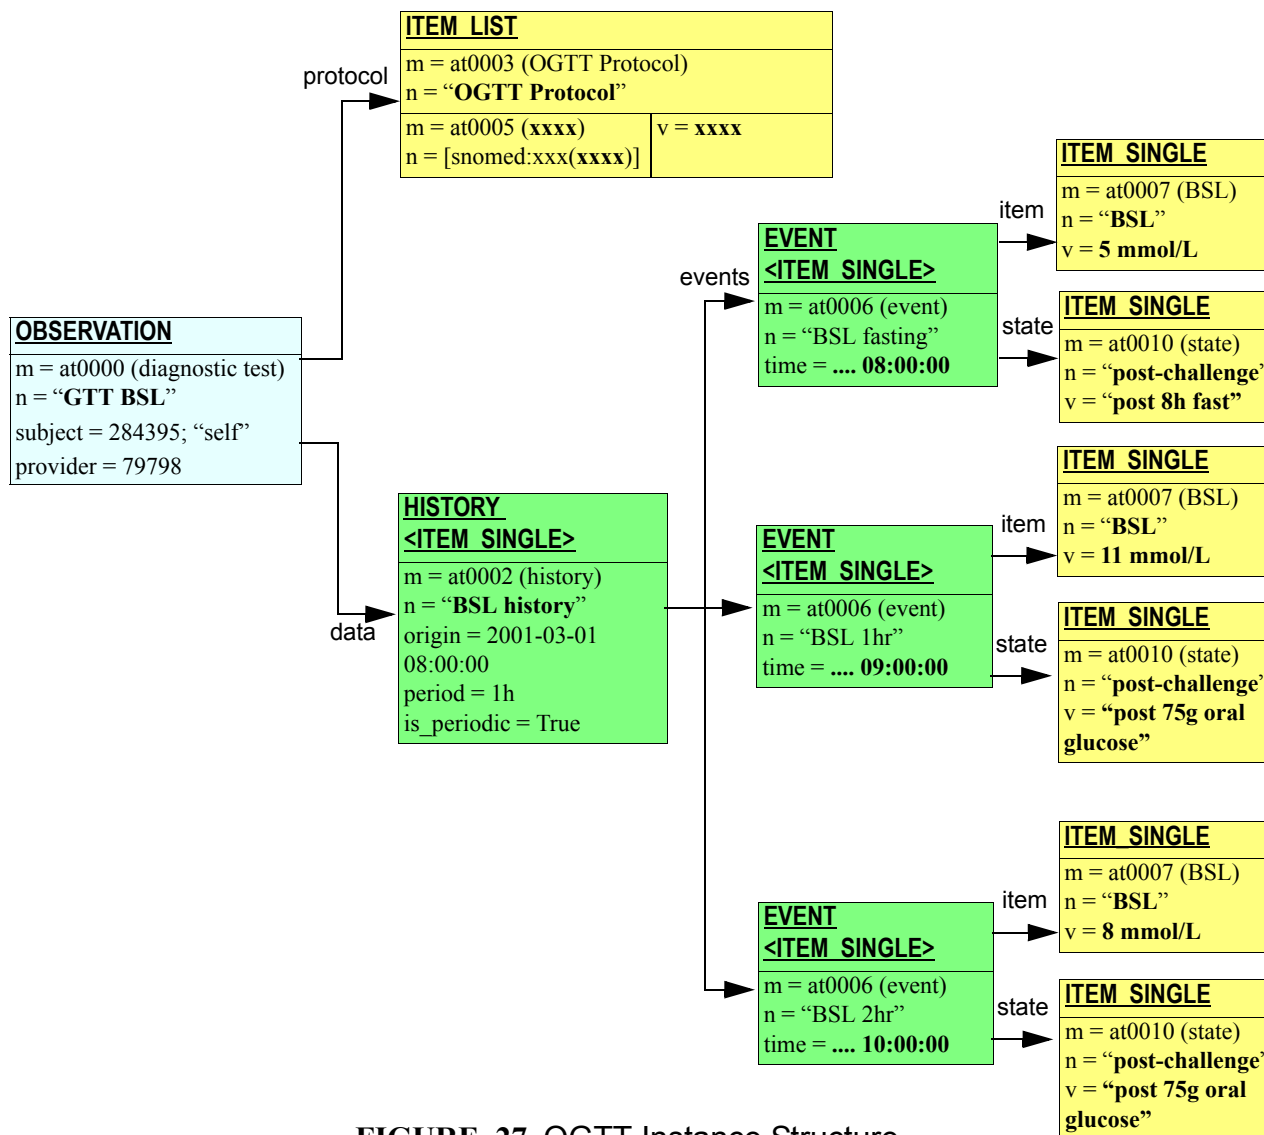 ITEM_LIST
m = at0003 (OGTT Protocol)
n = “OGTT Protocol”
m = at0005 (xxxx)
n = [snomed:xxx(xxxx)]
v = xxxx
protocol
OBSERVATION
m = at0000 (diagnostic test)
n = “GTT BSL”
subject = 284395; “self”
provider = 79798
data
HISTORY
<ITEM_SINGLE>
m = at0002 (history)
n = “BSL history”
origin = 2001-03-01
08:00:00
period = 1h
is_periodic = True
events
EVENT
<ITEM_SINGLE>
m = at0006 (event)
n = “BSL fasting”
time = .... 08:00:00
item
ITEM_SINGLE
m = at0007 (BSL)
n = “BSL”
v = 5 mmol/L
state
ITEM_SINGLE
m = at0010 (state)
n = “post-challenge”
v = “post 8h fast”
EVENT
<ITEM_SINGLE>
m = at0006 (event)
n = “BSL 1hr”
time = .... 09:00:00
item
ITEM_SINGLE
m = at0007 (BSL)
n = “BSL”
v = 11 mmol/L
state
ITEM_SINGLE
m = at0010 (state)
n = “post-challenge”
v = “post 75g oral
glucose”
EVENT
<ITEM_SINGLE>
m = at0006 (event)
n = “BSL 2hr”
time = .... 10:00:00
item
ITEM_SINGLE
m = at0007 (BSL)
n = “BSL”
v = 8 mmol/L
state
ITEM_SINGLE
m = at0010 (state)
n = “post-challenge”
v = “post 75g oral
glucose”
FIGURE 27 OGTT Instance Structure